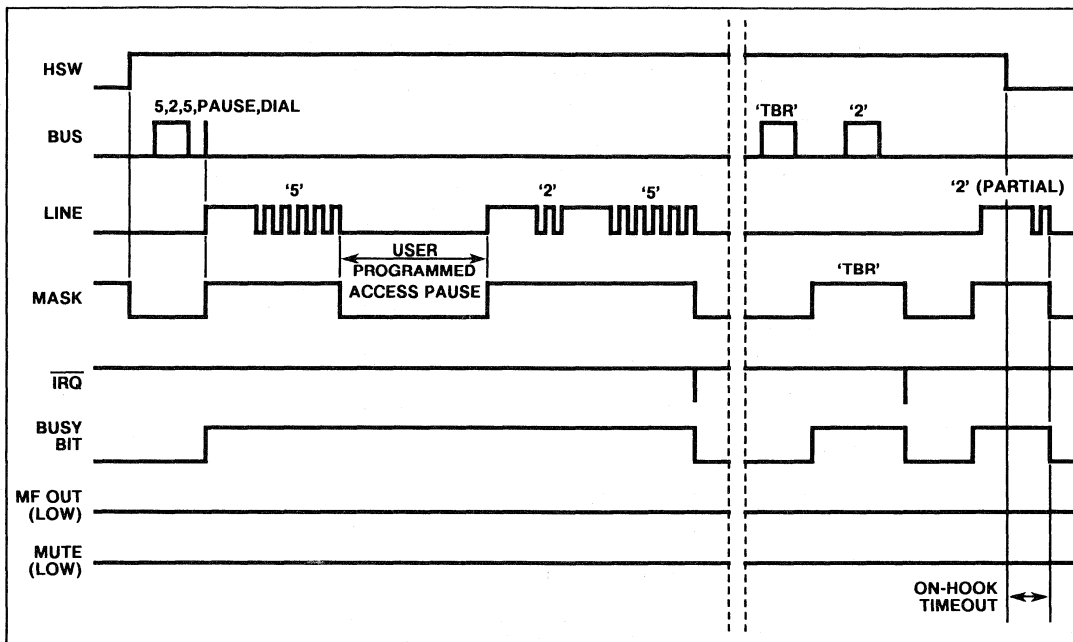 HSW
5,2,5,PAUSE,DIAL
'TBR'
'2'
BUS
'5'
'2'
'5'
'2' (PARTIAL)
LINE
USER
PROGRAMMED
ACCESS PAUSE
'TBR'
MASK
IRQ
BUSY
BIT
MF OUT
(LOW)
MUTE
(LOW)
ON-HOOK
TIMEOUT